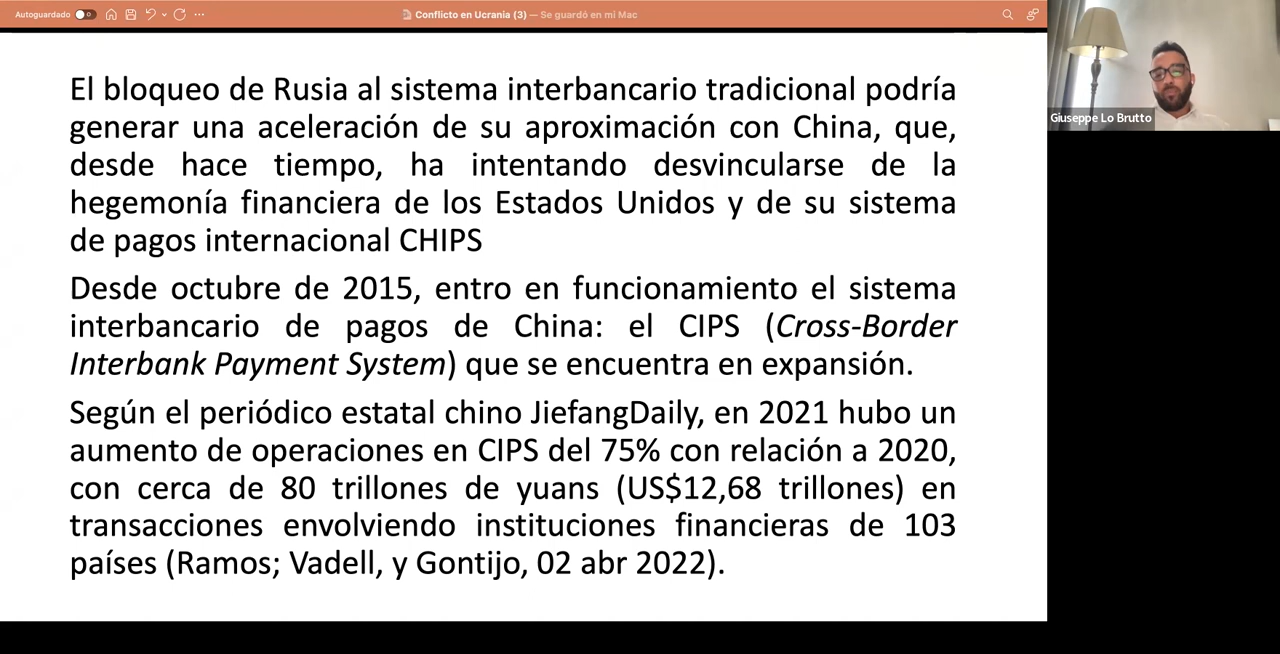 Autoguardado
Conflicto en Ucrania (3) — Se guardó en mi Mac
El bloqueo de Rusia al sistema interbancario tradicional podría
generar una aceleración de su aproximación con China, que,
desde hace tiempo, ha intentando desvincularse de la
hegemonía financiera de los Estados Unidos y de su sistema
de pagos internacional CHIPS
Desde octubre de 2015, entro en funcionamiento el sistema
interbancario de pagos de China: el CIPS (Cross-Border
Interbank Payment System) que se encuentra en expansión.
Según el periódico estatal chino JiefangDaily, en 2021 hubo un
aumento de operaciones en CIPS del 75% con relación a 2020,
con cerca de 80 trillones de yuans (US$12,68 trillones) en
transacciones envolviendo instituciones financieras de 103
países (Ramos; Vadell, y Gontijo, 02 abr 2022).
Giuseppe Lo Brutto